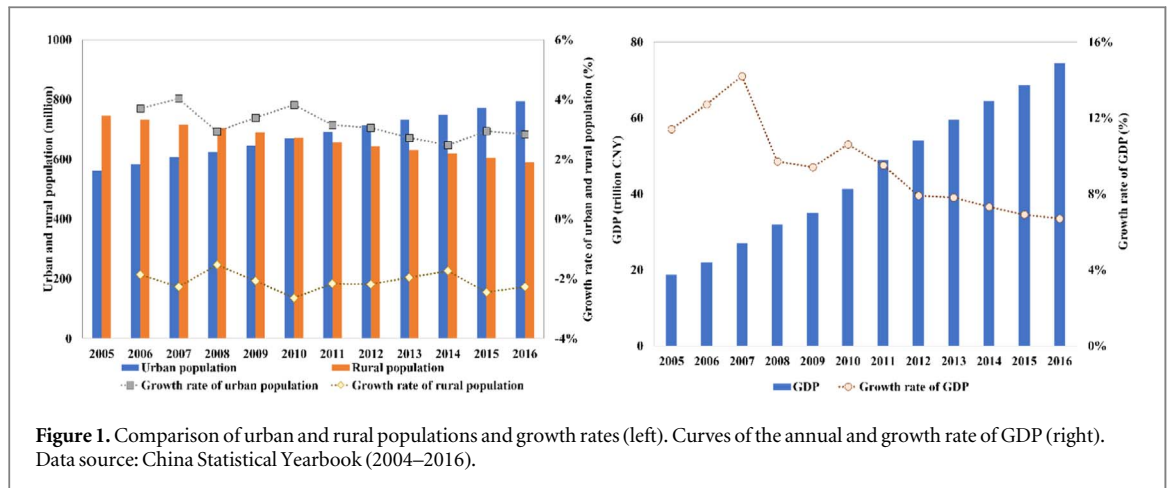 1000
800
600
400
200
0
Urban and rural population (million)
6%
4%
2%
0%
-2%
-4%
Growth rate of urban and rural population (%)
2005 2006 2007 2008 2009 2010 2011 2012 2013 2014 2015 2016
Urban population Rural population
Growth rate of urban population Growth rate of rural population
80
60
40
20
0
GDP (trillion CNY)
16%
12%
8%
4%
0%
Growth rate of GDP (%)
2005 2006 2007 2008 2009 2010 2011 2012 2013 2014 2015 2016
GDP Growth rate of GDP
Figure 1. Comparison of urban and rural populations and growth rates (left). Curves of the annual and growth rate of GDP (right).
Data source: China Statistical Yearbook (2004–2016).